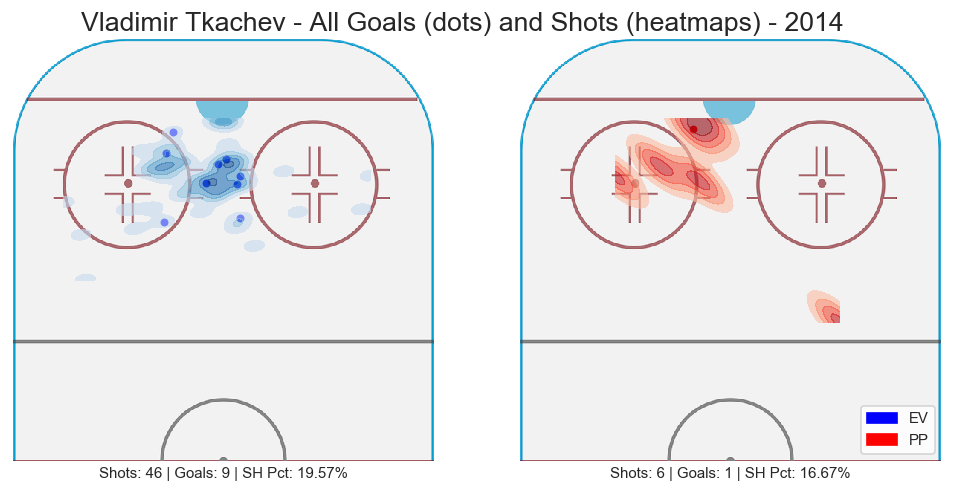 Vladimir Tkachev - All Goals (dots) and Shots (heatmaps) - 2014
EV
PP
Shots: 46 | Goals: 9 | SH Pct: 19.57%
Shots: 6 | Goals: 1 | SH Pct: 16.67%